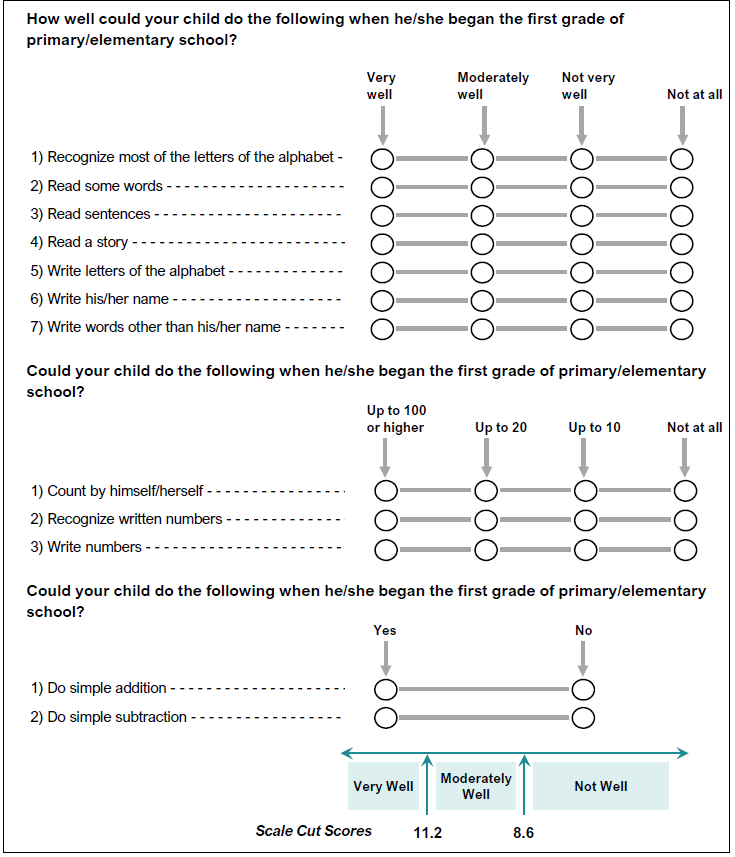 How well could your child do the following when he/she began the first grade of
primary/elementary school?
Very well
Moderately well
Not very well
Not at all
1) Recognize most of the letters of the alphabet -
2) Read some words - - - - - - - - - - - - - - - - - - - -
3) Read sentences - - - - - - - - - - - - - - - - - - - - -
4) Read a story - - - - - - - - - - - - - - - - - - - - - - - -
5) Write letters of the alphabet - - - - - - - - - - - - -
6) Write his/her name - - - - - - - - - - - - - - - - - - -
7) Write words other than his/her name - - - - - - -
Could your child do the following when he/she began the first grade of primary/elementary
school?
Up to 100 or higher
Up to 20
Up to 10
Not at all
1) Count by himself/herself - - - - - - - - - - - - - - -
2) Recognize written numbers - - - - - - - - - - - - -
3) Write numbers - - - - - - - - - - - - - - - - - - - - - -
Could your child do the following when he/she began the first grade of primary/elementary
school?
Yes
No
1) Do simple addition - - - - - - - - - - - - - - - - - - -
2) Do simple subtraction - - - - - - - - - - - - - - - - -
Very Well
Moderately Well
Not Well
Scale Cut Scores 11.2 8.6